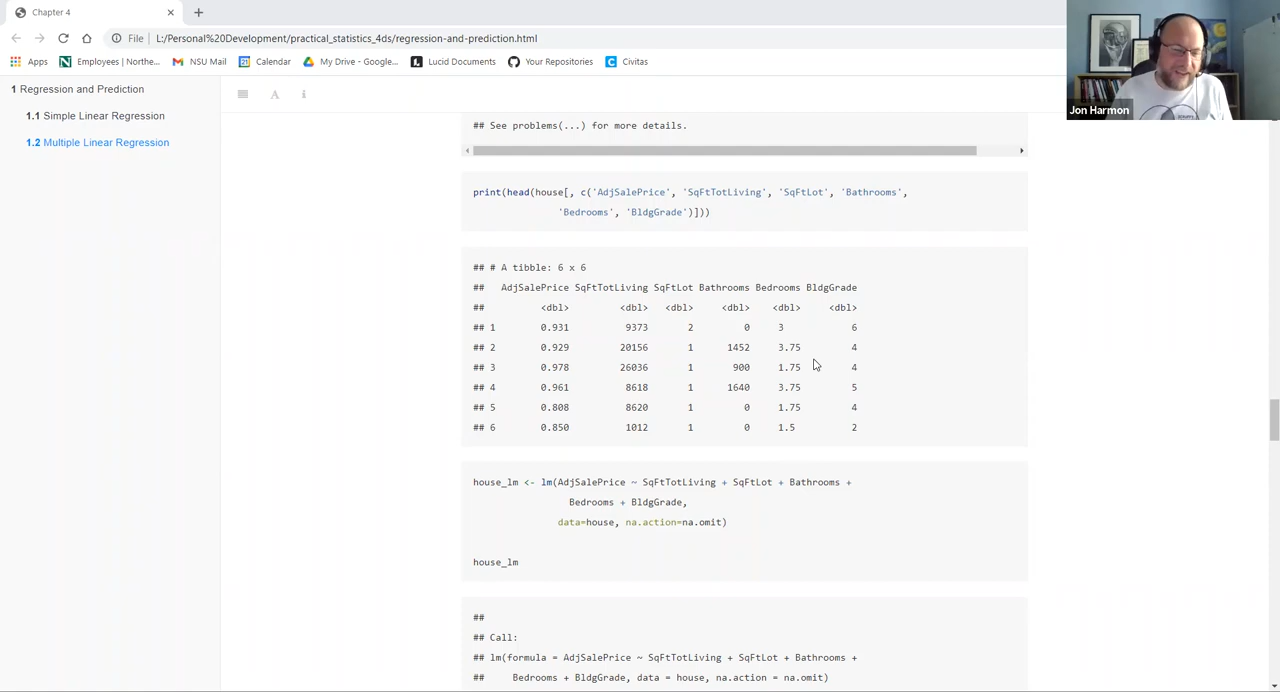 Chapter 4
File
L:/Personal%20Development/practical_statistics_4ds/regression-and-prediction.html
Apps
Employees | Northe...
NSU Mail
Calendar
My Drive - Google...
Lucid Documents
Your Repositories
Civitas
Jon Harmon
1 Regression and Prediction
1.1 Simple Linear Regression
1.2 Multiple Linear Regression
## See problems(...) for more details.
print(head(house[, c('AdjSalePrice', 'SqFtTotLiving', 'SqFtLot', 'Bathrooms',
'Bedrooms', 'BldgGrade')]))
## # A tibble: 6 x 6
##   AdjSalePrice SqFtTotLiving SqFtLot Bathrooms Bedrooms BldgGrade
##          <dbl>         <dbl>   <dbl>     <dbl>    <dbl>     <dbl>
## 1        0.931          9373       2         0     3            6
## 2        0.929         20156       1      1452     3.75         4
## 3        0.978         26036       1       900     1.75         4
## 4        0.961          8618       1      1640     3.75         5
## 5        0.808          8620       1         0     1.75         4
## 6        0.850          1012       1         0     1.5          2
house_lm <- lm(AdjSalePrice ~ SqFtTotLiving + SqFtLot + Bathrooms +
Bedrooms + BldgGrade,
data=house, na.action=na.omit)
house_lm
##
## Call:
## lm(formula = AdjSalePrice ~ SqFtTotLiving + SqFtLot + Bathrooms +
##     Bedrooms + BldgGrade, data = house, na.action = na.omit)